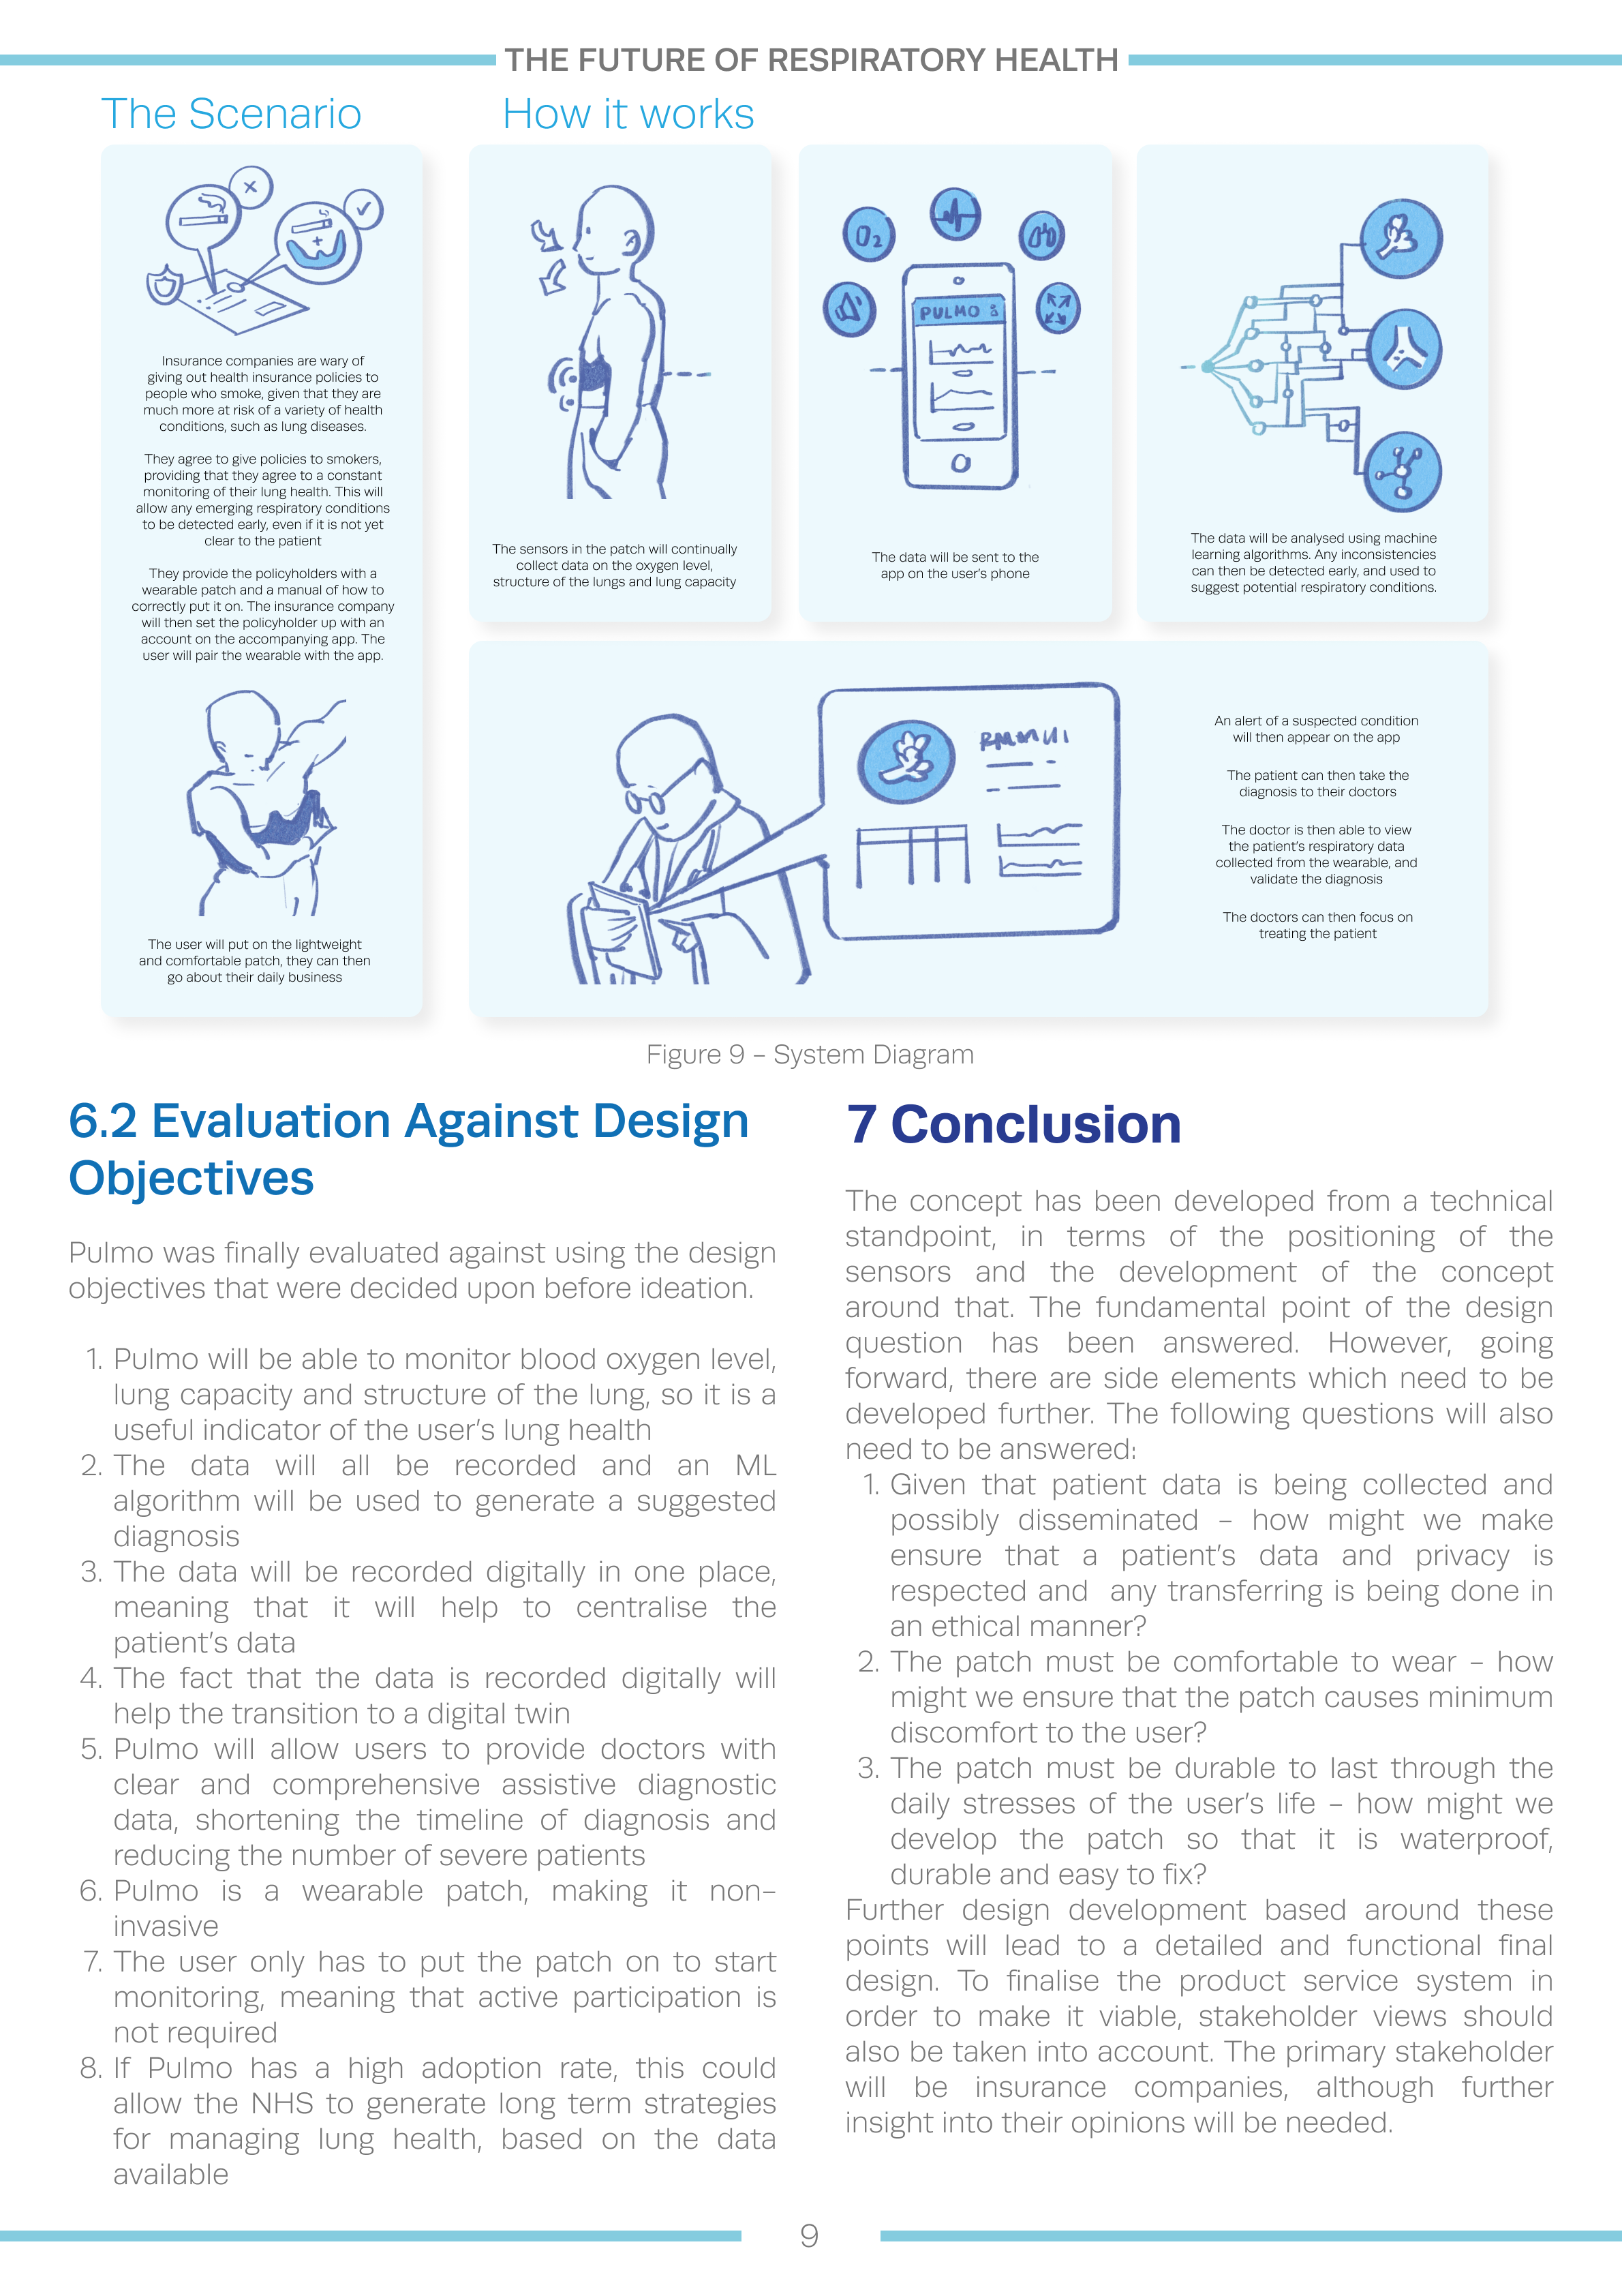 THE FUTURE OF RESPIRATORY HEALTH
The Scenario
Insurance companies are wary of
giving out health insurance policies to
people who smoke, given that they are
much more at risk of a variety of health
conditions, such as lung diseases.
They agree to give policies to smokers,
providing that they agree to a constant
monitoring of their lung health. This will
allow any emerging respiratory conditions
to be detected early, even if it is not yet
clear to the patient
They provide the policyholders with a
wearable patch and a manual of how to
correctly put it on. The insurance company
will then set the policyholder up with an
account on the accompanying app. The
user will pair the wearable with the app.
The user will put on the lightweight
and comfortable patch, they can then
go about their daily business
How it works
The sensors in the patch will continually
collect data on the oxygen level,
structure of the lungs and lung capacity
O2
PULMO
The data will be sent to the
app on the user's phone
The data will be analysed using machine
learning algorithms. Any inconsistencies
can then be detected early, and used to
suggest potential respiratory conditions.
An alert of a suspected condition
will then appear on the app
The patient can then take the
diagnosis to their doctors
The doctor is then able to view
the patient's respiratory data
collected from the wearable, and
validate the diagnosis
The doctors can then focus on
treating the patient
Figure 9 – System Diagram
6.2 Evaluation Against Design
Objectives
Pulmo was finally evaluated against using the design
objectives that were decided upon before ideation.
1. Pulmo will be able to monitor blood oxygen level,
lung capacity and structure of the lung, so it is a
useful indicator of the user's lung health
2. The data will all be recorded and an ML
algorithm will be used to generate a suggested
diagnosis
3. The data will be recorded digitally in one place,
meaning that it will help to centralise the
patient's data
4. The fact that the data is recorded digitally will
help the transition to a digital twin
5. Pulmo will allow users to provide doctors with
clear and comprehensive assistive diagnostic
data, shortening the timeline of diagnosis and
reducing the number of severe patients
6. Pulmo is a wearable patch, making it non-
invasive
7. The user only has to put the patch on to start
monitoring, meaning that active participation is
not required
8. If Pulmo has a high adoption rate, this could
allow the NHS to generate long term strategies
for managing lung health, based on the data
available
7 Conclusion
The concept has been developed from a technical
standpoint, in terms of the positioning of the
sensors and the development of the concept
around that. The fundamental point of the design
question has been answered. However, going
forward, there are side elements which need to be
developed further. The following questions will also
need to be answered:
1. Given that patient data is being collected and
possibly disseminated – how might we make
ensure that a patient's data and privacy is
respected and any transferring is being done in
an ethical manner?
2. The patch must be comfortable to wear – how
might we ensure that the patch causes minimum
discomfort to the user?
3. The patch must be durable to last through the
daily stresses of the user's life – how might we
develop the patch so that it is waterproof,
durable and easy to fix?
Further design development based around these
points will lead to a detailed and functional final
design. To finalise the product service system in
order to make it viable, stakeholder views should
also be taken into account. The primary stakeholder
will be insurance companies, although further
insight into their opinions will be needed.
9